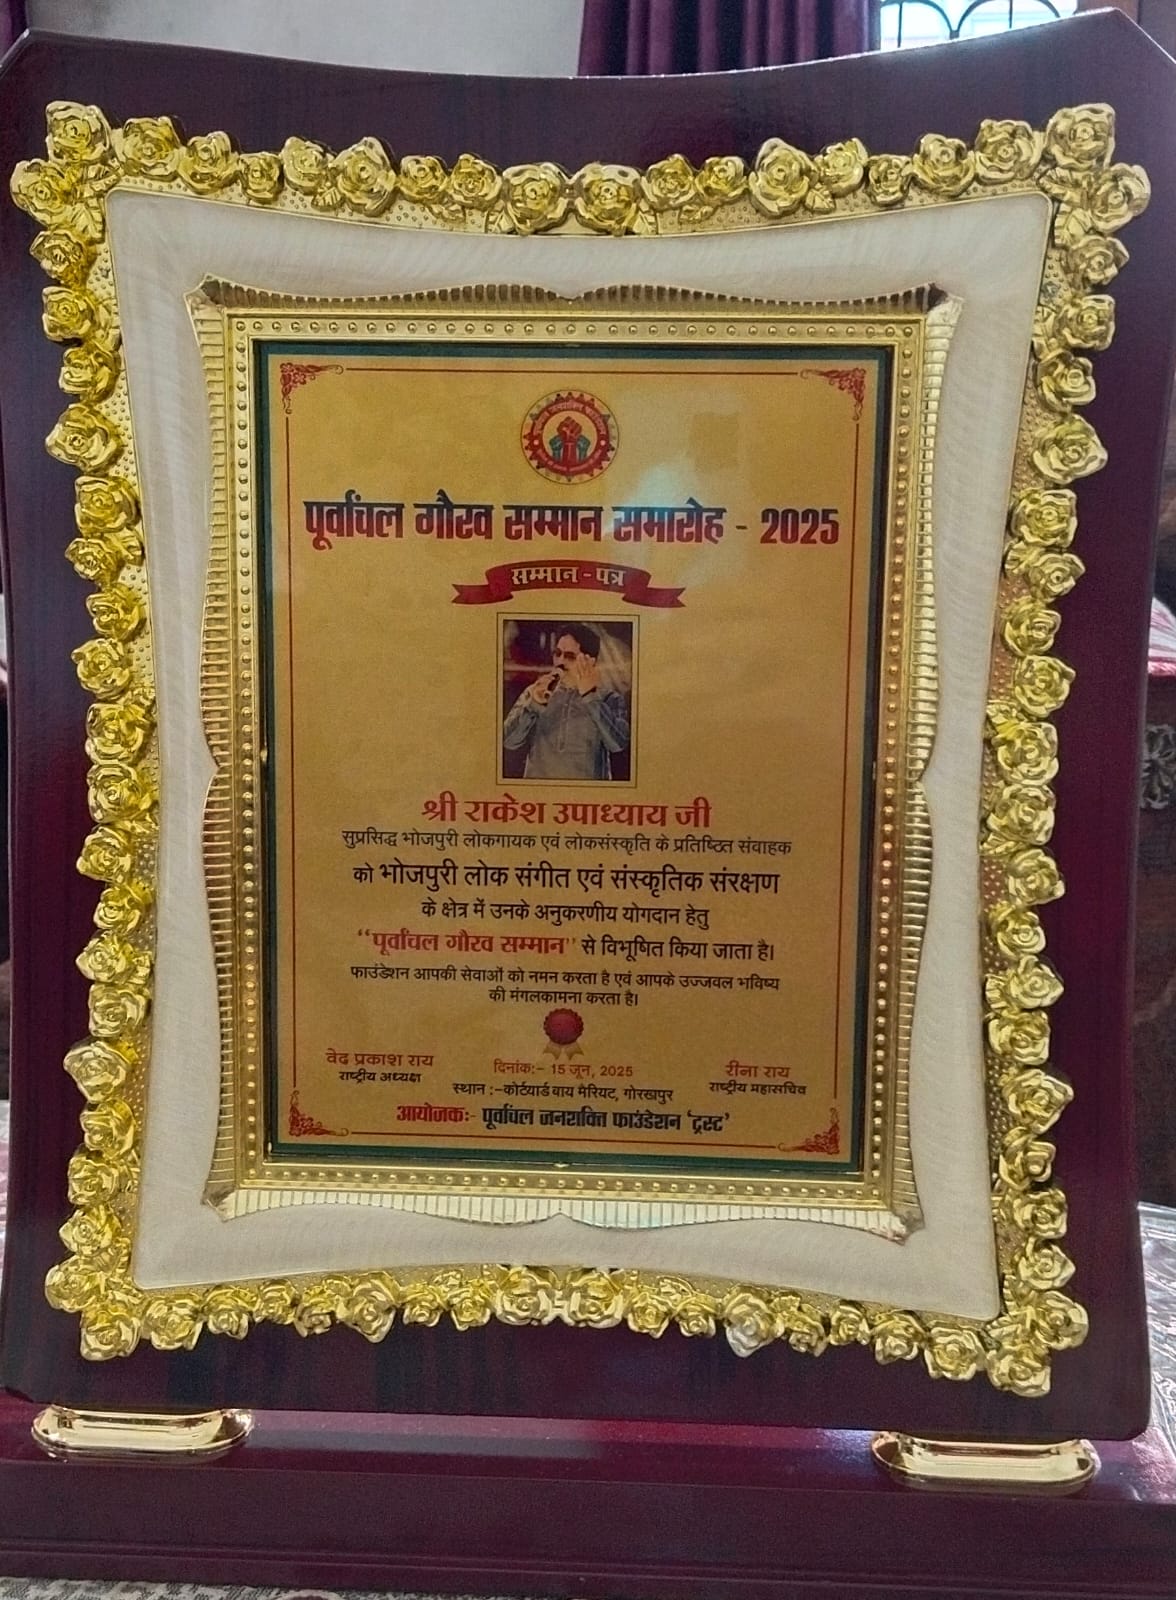 पूर्वांचल गौरव सम्मान समारोह - 2025
सम्मान-पत्र
श्री राकेश उपाध्याय जी
सुप्रसिद्ध भोजपुरी लोकगायक एवं लोकसंस्कृति के प्रतिष्ठित संवाहक
को भोजपुरी लोक संगीत एवं संस्कृतिक संरक्षण
के क्षेत्र में उनके अनुकरणीय योगदान हेतु
“पूर्वांचल गौरव सम्मान” से विभूषित किया जाता है।
फाउंडेशन आपकी सेवाओं को नमन करता है एवं आपके उज्जवल भविष्य
की मंगलकामना करता है।
वेद प्रकाश राय
राष्ट्रीय अध्यक्ष
दिनांक:- 15 जून, 2025
स्थान :-कोर्टयार्ड बाय मैरियट, गोरखपुर
रीना राय
राष्ट्रीय महासचिव
आयोजक:- पूर्वांचल जनशक्ति फाउंडेशन 'ट्रस्ट'